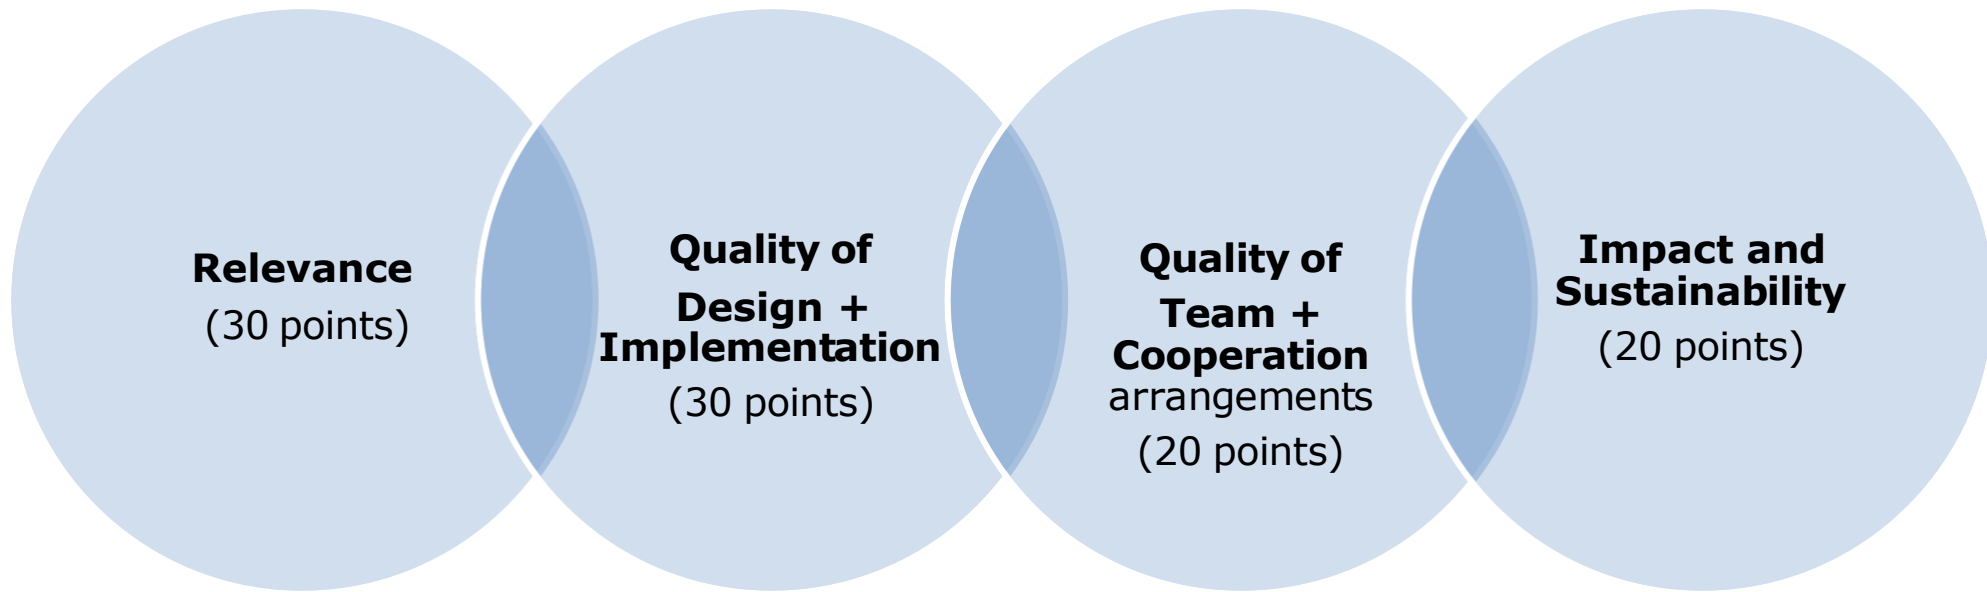 Relevance
(30 points)
Quality of
Design +
Implementation
(30 points)
Quality of
Team +
Cooperation
arrangements
(20 points)
Impact and
Sustainability
(20 points)